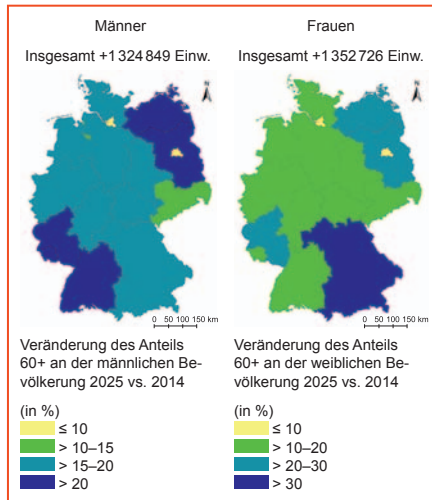 Männer
Insgesamt +1 324 849 Einw.
N
0 50 100 150 km
Veränderung des Anteils
60+ an der männlichen Be-
völkerung 2025 vs. 2014
(in %)
≤ 10
> 10–15
> 15–20
> 20
Frauen
Insgesamt +1 352 726 Einw.
N
0 50 100 150 km
Veränderung des Anteils
60+ an der weiblichen Be-
völkerung 2025 vs. 2014
(in %)
≤ 10
> 10–20
> 20–30
> 30